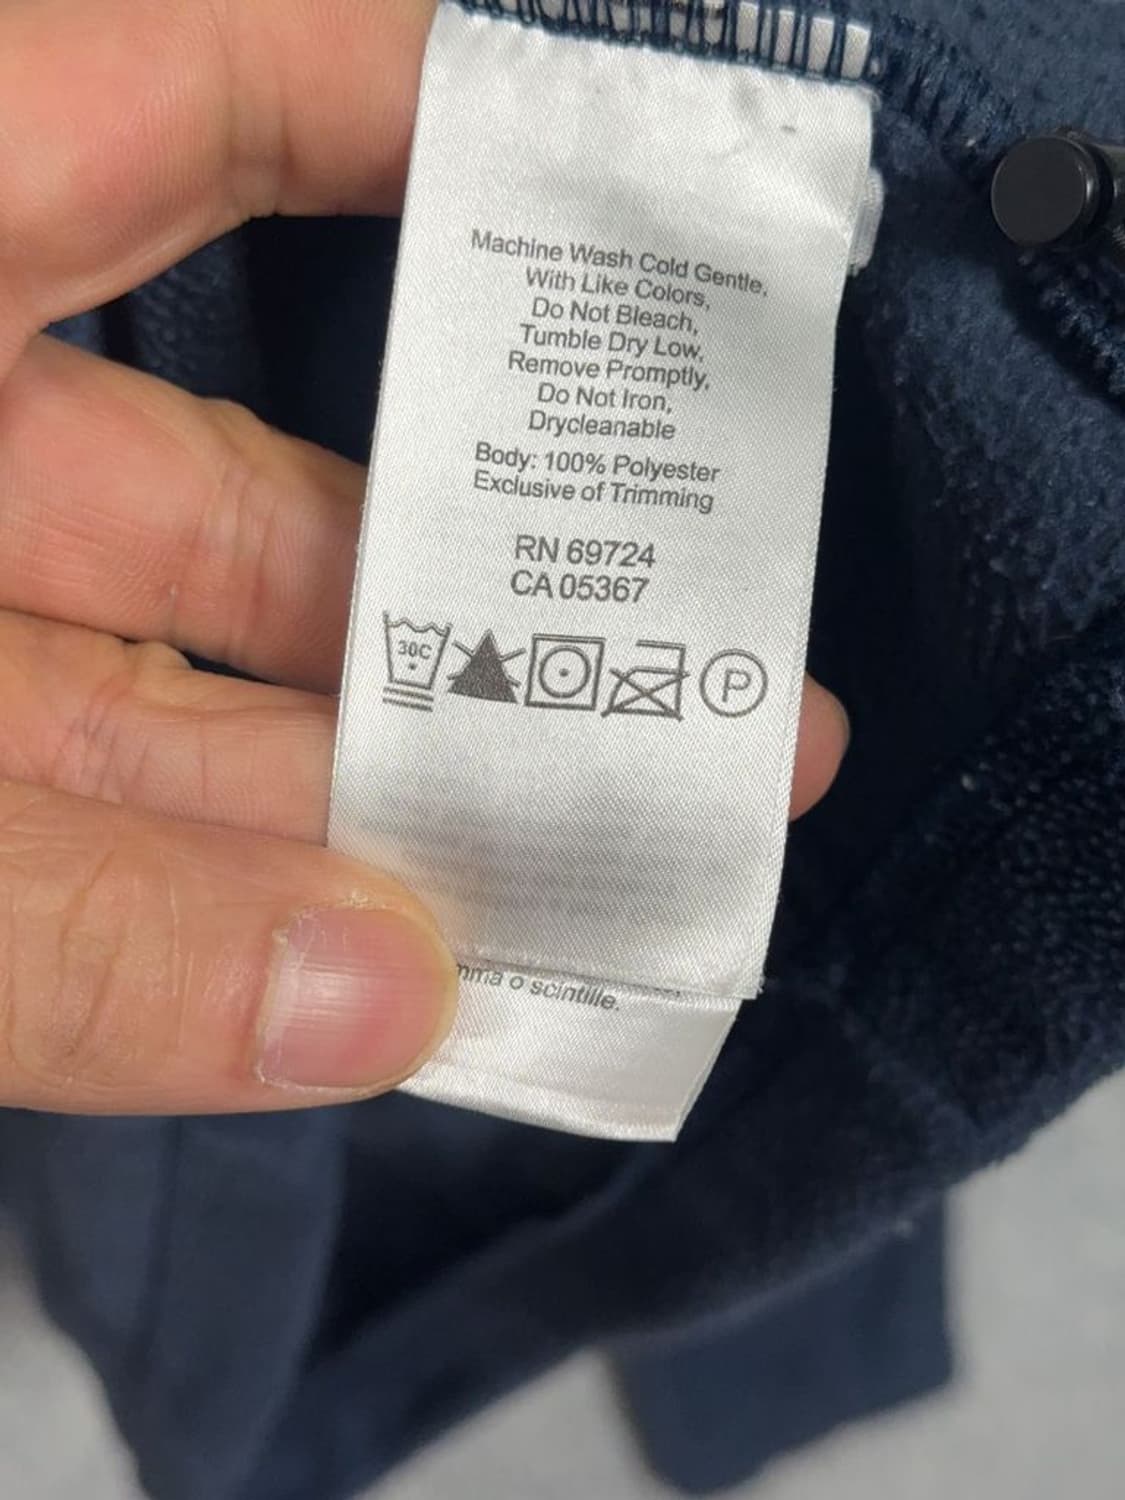 Machine Wash Cold Gentle,
With Like Colors,
Do Not Bleach,
Tumble Dry Low,
Remove Promptly,
Do Not Iron,
Drycleanable
Body: 100% Polyester
Exclusive of Trimming
RN 69724
CA 05367
30C
P
o scintille.